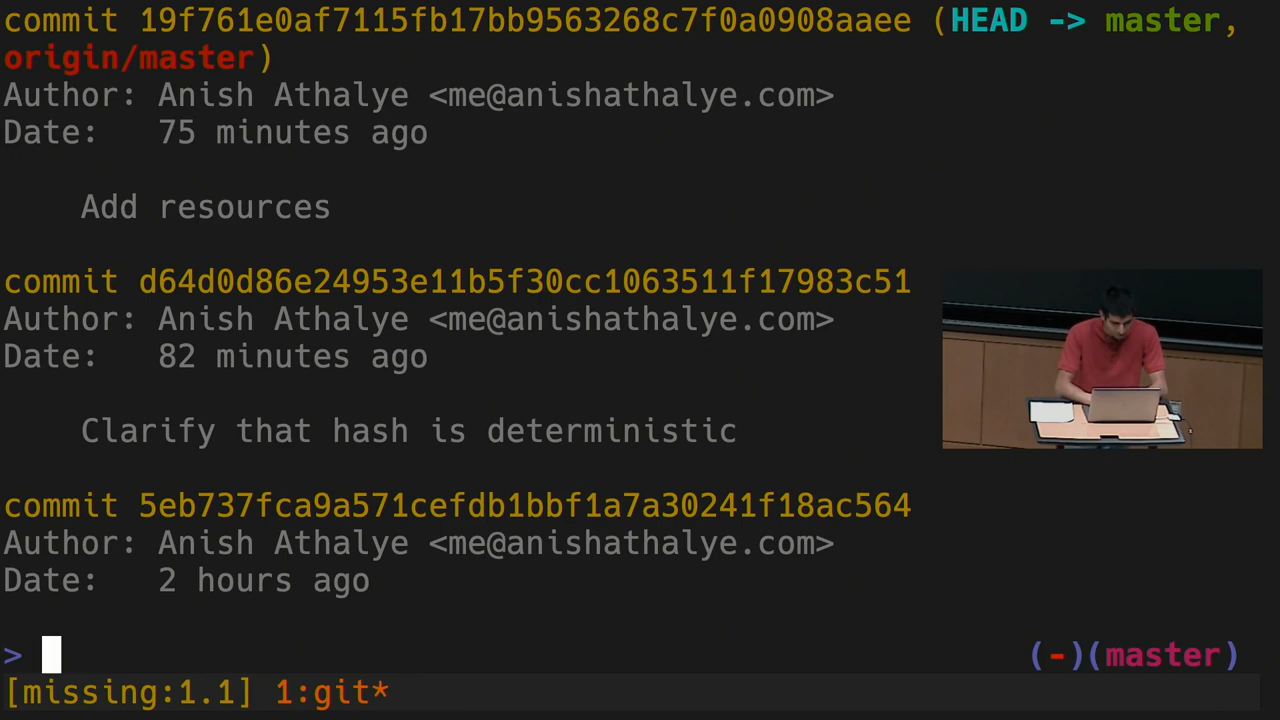 commit 19f761e0af7115fb17bb9563268c7f0a0908aaee (HEAD -> master,
origin/master)
Author: Anish Athalye <me@anishathalye.com>
Date:   75 minutes ago
Add resources
commit d64d0d86e24953e11b5f30cc1063511f17983c51
Author: Anish Athalye <me@anishathalye.com>
Date:   82 minutes ago
Clarify that hash is deterministic
commit 5eb737fca9a571cefdb1bbf1a7a30241f18ac564
Author: Anish Athalye <me@anishathalye.com>
Date:   2 hours ago
> (-)(master)
[missing:1.1] 1:git*